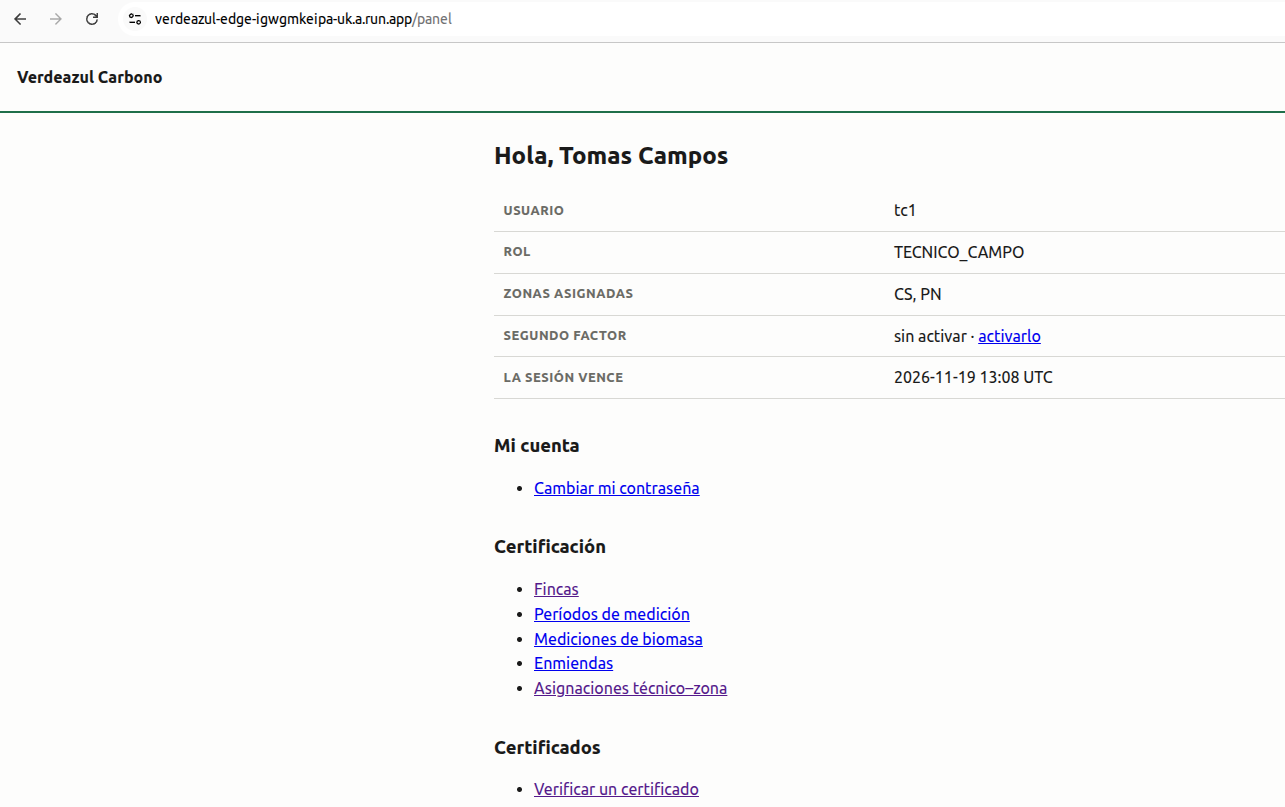 verdeazul-edge-igwgmkeipa-uk.a.run.app/panel
Verdeazul Carbono
Hola, Tomas Campos
USUARIO tc1
ROL TECNICO_CAMPO
ZONAS ASIGNADAS CS, PN
SEGUNDO FACTOR sin activar · activarlo
LA SESIÓN VENCE 2026-11-19 13:08 UTC
Mi cuenta
• Cambiar mi contraseña
Certificación
• Fincas
• Períodos de medición
• Mediciones de biomasa
• Enmiendas
• Asignaciones técnico–zona
Certificados
• Verificar un certificado